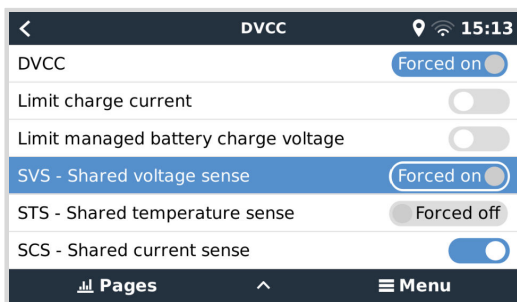 DVCC 15:13
DVCC Forced on
Limit charge current
Limit managed battery charge voltage
SVS - Shared voltage sense Forced on
STS - Shared temperature sense Forced off
SCS - Shared current sense
Pages Menu